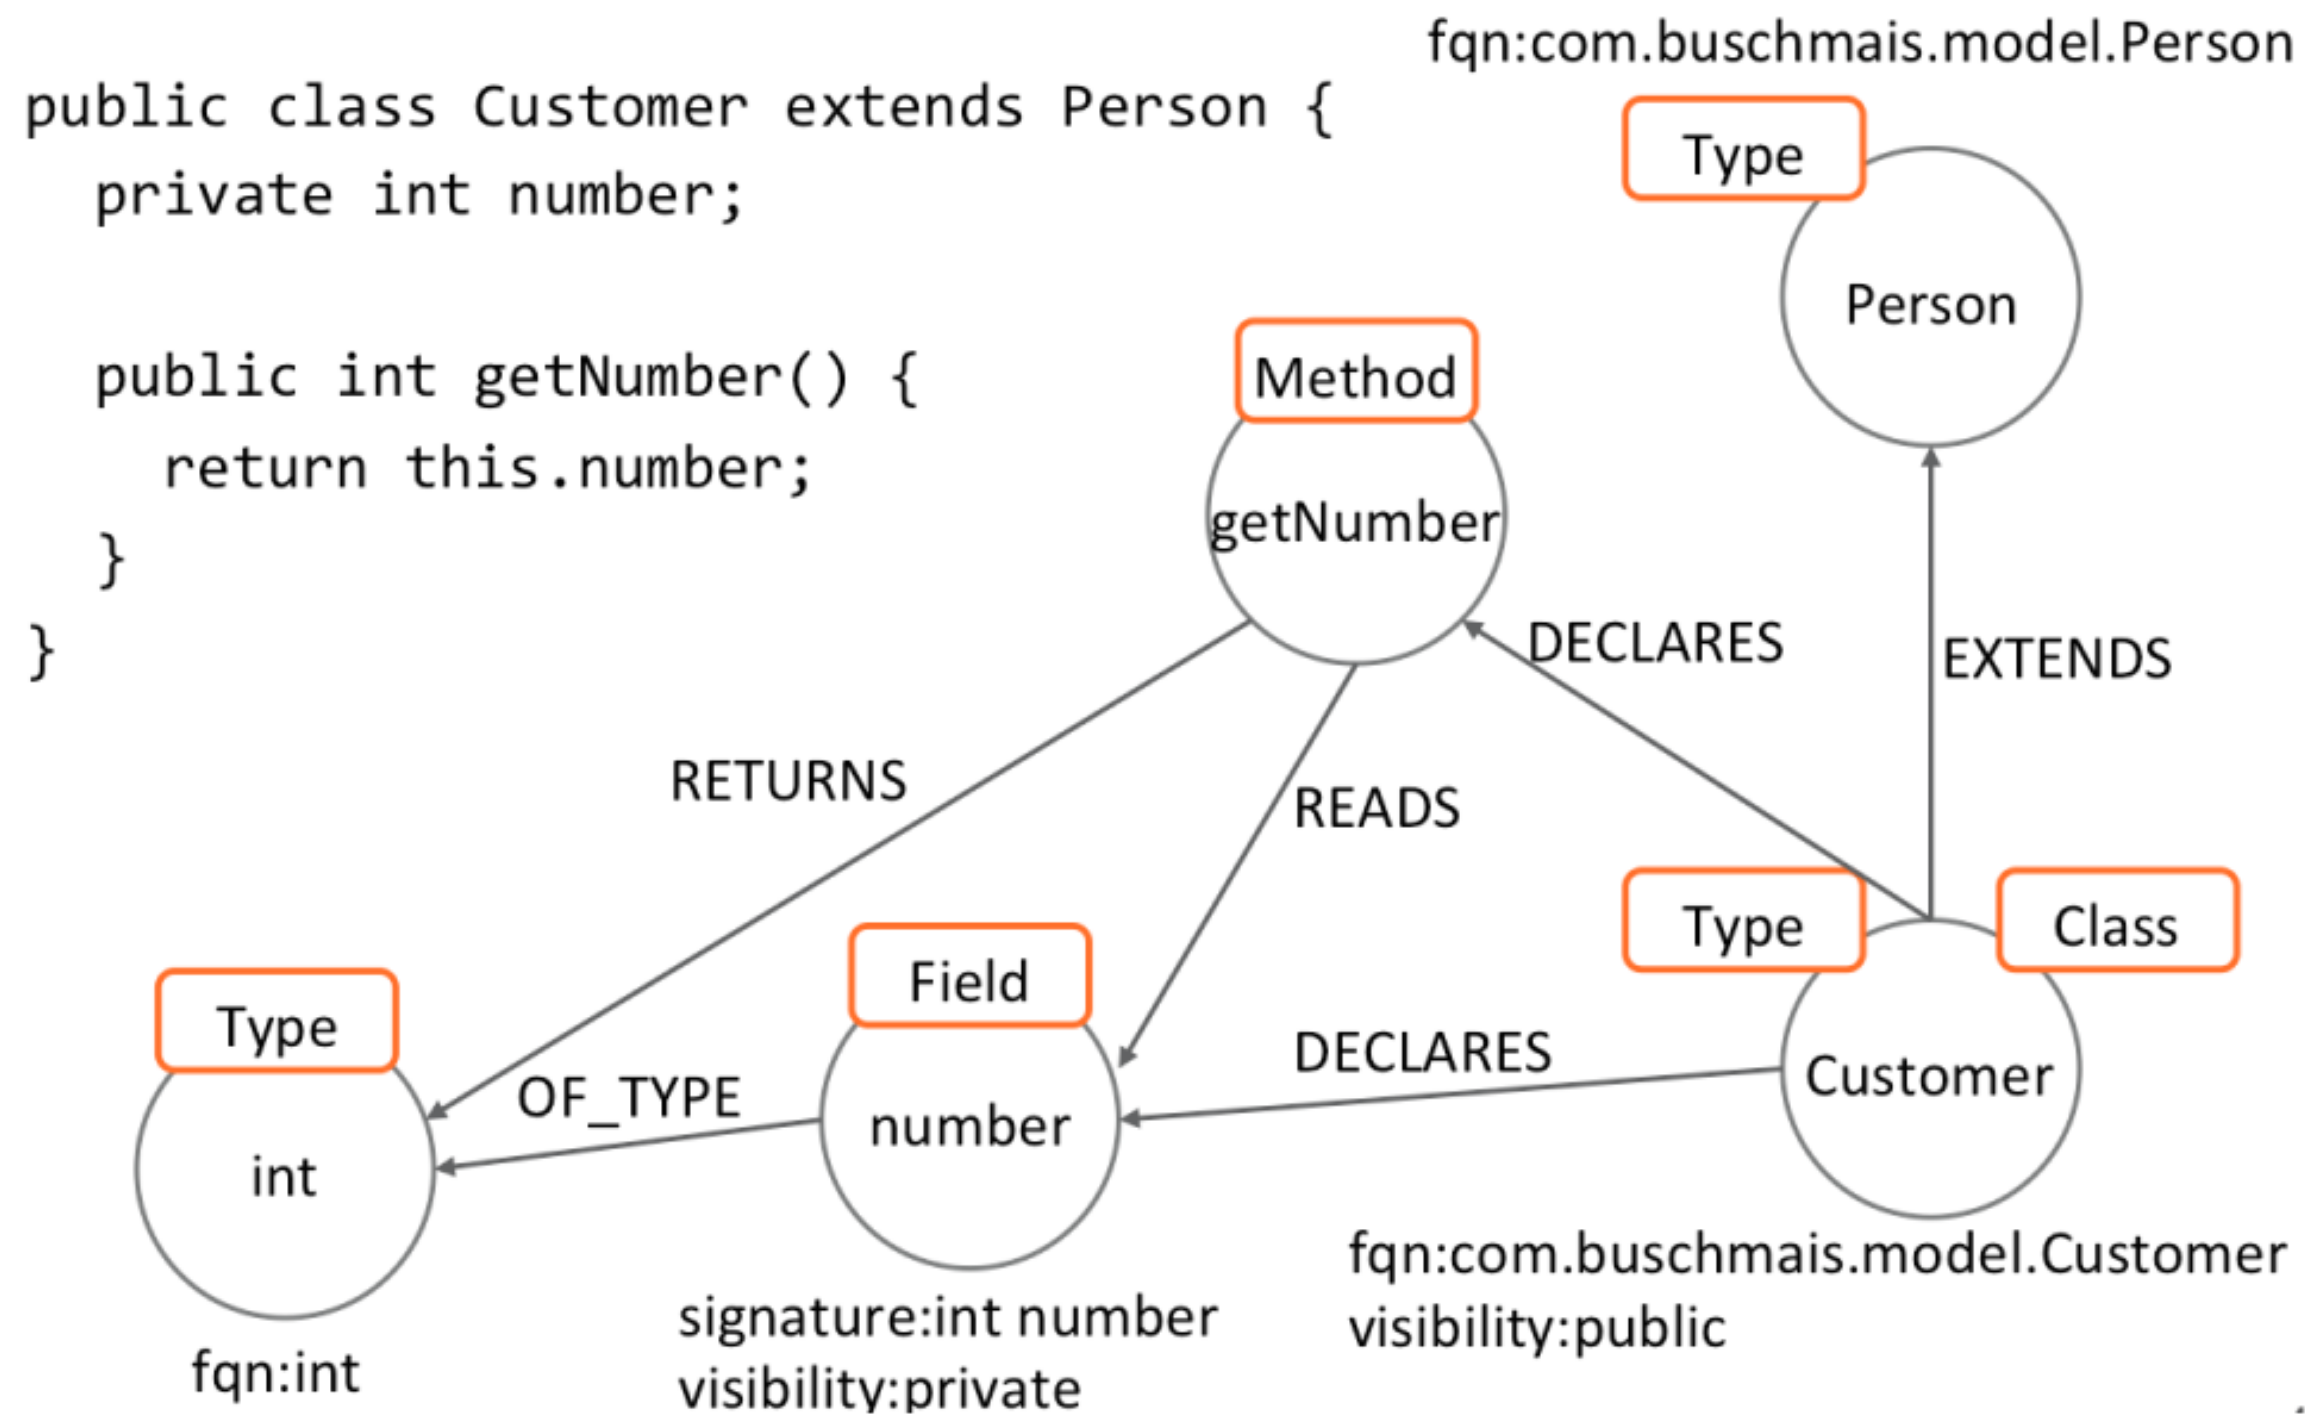 public class Customer extends Person {
private int number;
public int getNumber() {
return this.number;
}
}
fqn:com.buschmais.model.Person
Type
Person
Method
getNumber
DECLARES
EXTENDS
RETURNS
READS
Type
Class
Customer
DECLARES
Field
number
OF_TYPE
Type
int
fqn:int
signature:int number
visibility:private
fqn:com.buschmais.model.Customer
visibility:public